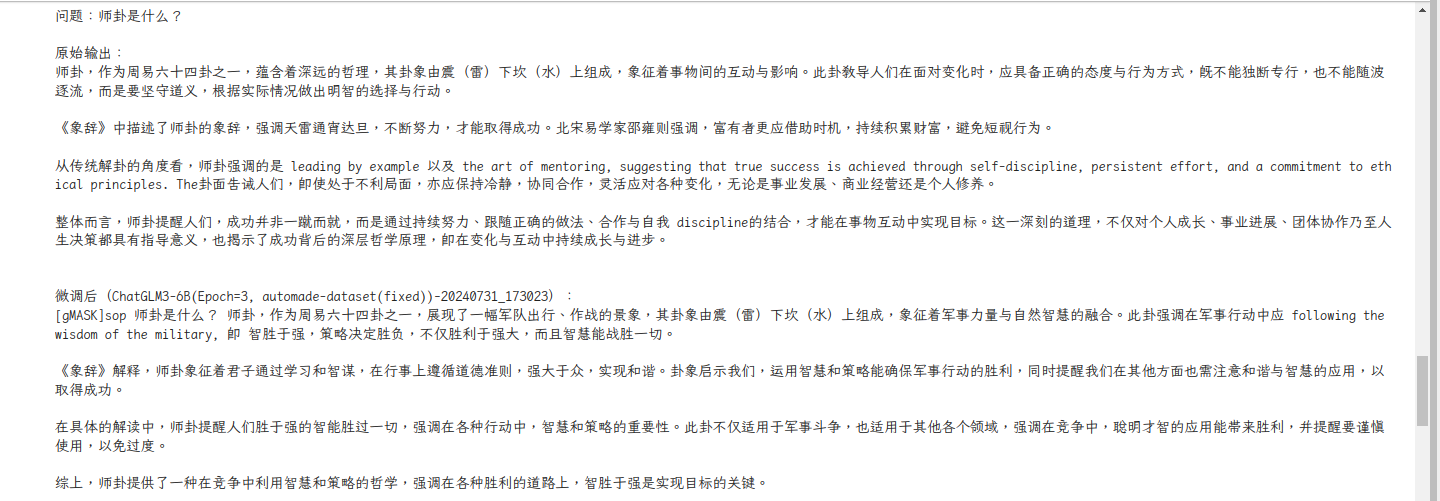 问题：师卦是什么？
原始输出：
师卦，作为周易六十四卦之一，蕴含着深远的哲理，其卦象由震（雷）下坎（水）上组成，象征着事物间的互动与影响。此卦教导人们在面对变化时，应具备正确的态度与行为方式，既不能独断专行，也不能随波
逐流，而是要坚守道义，根据实际情况做出明智的选择与行动。
《象辞》中描述了师卦的象辞，强调天雷通宵达旦，不断努力，才能取得成功。北宋易学家邵雍则强调，富有者更应借助时机，持续积累财富，避免短视行为。
从传统解卦的角度看，师卦强调的是 leading by example 以及 the art of mentoring, suggesting that true success is achieved through self-discipline, persistent effort, and a commitment to eth
ical principles. The卦面告诫人们，即使处于不利局面，亦应保持冷静，协同合作，灵活应对各种变化，无论是事业发展、商业经营还是个人修养。
整体而言，师卦提醒人们，成功并非一蹴而就，而是通过持续努力、跟随正确的做法、合作与自我 discipline的结合，才能在事物互动中实现目标。这一深刻的道理，不仅对个人成长、事业进展、团体协作乃至人
生决策都具有指导意义，也揭示了成功背后的深层哲学原理，即在变化与互动中持续成长与进步。
微调后（ChatGLM3-6B(Epoch=3, automade-dataset(fixed))-20240731_173023）：
[gMASK]sop 师卦是什么？ 师卦，作为周易六十四卦之一，展现了一幅军队出行、作战的景象，其卦象由震（雷）下坎（水）上组成，象征着军事力量与自然智慧的融合。此卦强调在军事行动中应 following the
wisdom of the military, 即 智胜于强，策略决定胜负，不仅胜利于强大，而且智慧能战胜一切。
《象辞》解释，师卦象征着君子通过学习和智谋，在行事上遵循道德准则，强大于众，实现和谐。卦象启示我们，运用智慧和策略能确保军事行动的胜利，同时提醒我们在其他方面也需注意和谐与智慧的应用，以
取得成功。
在具体的解读中，师卦提醒人们胜于强的智能胜过一切，强调在各种行动中，智慧和策略的重要性。此卦不仅适用于军事斗争，也适用于其他各个领域，强调在竞争中，聪明才智的应用能带来胜利，并提醒要谨慎
使用，以免过度。
综上，师卦提供了一种在竞争中利用智慧和策略的哲学，强调在各种胜利的道路上，智胜于强是实现目标的关键。